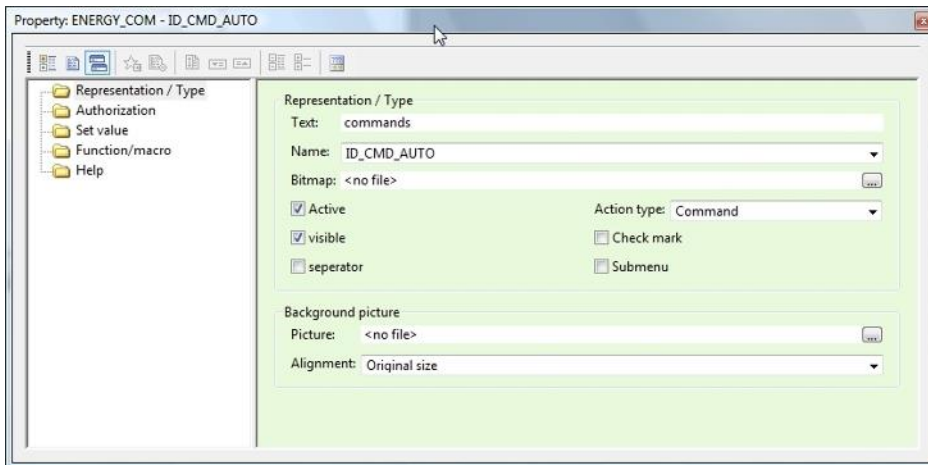 Property: ENERGY_COM - ID_CMD_AUTO
Representation / Type
Authorization
Set value
Function/macro
Help
Representation / Type
Text: commands
Name: ID_CMD_AUTO
Bitmap: <no file> ...
Active Action type: Command
visible Check mark
seperator Submenu
Background picture
Picture: <no file> ...
Alignment: Original size